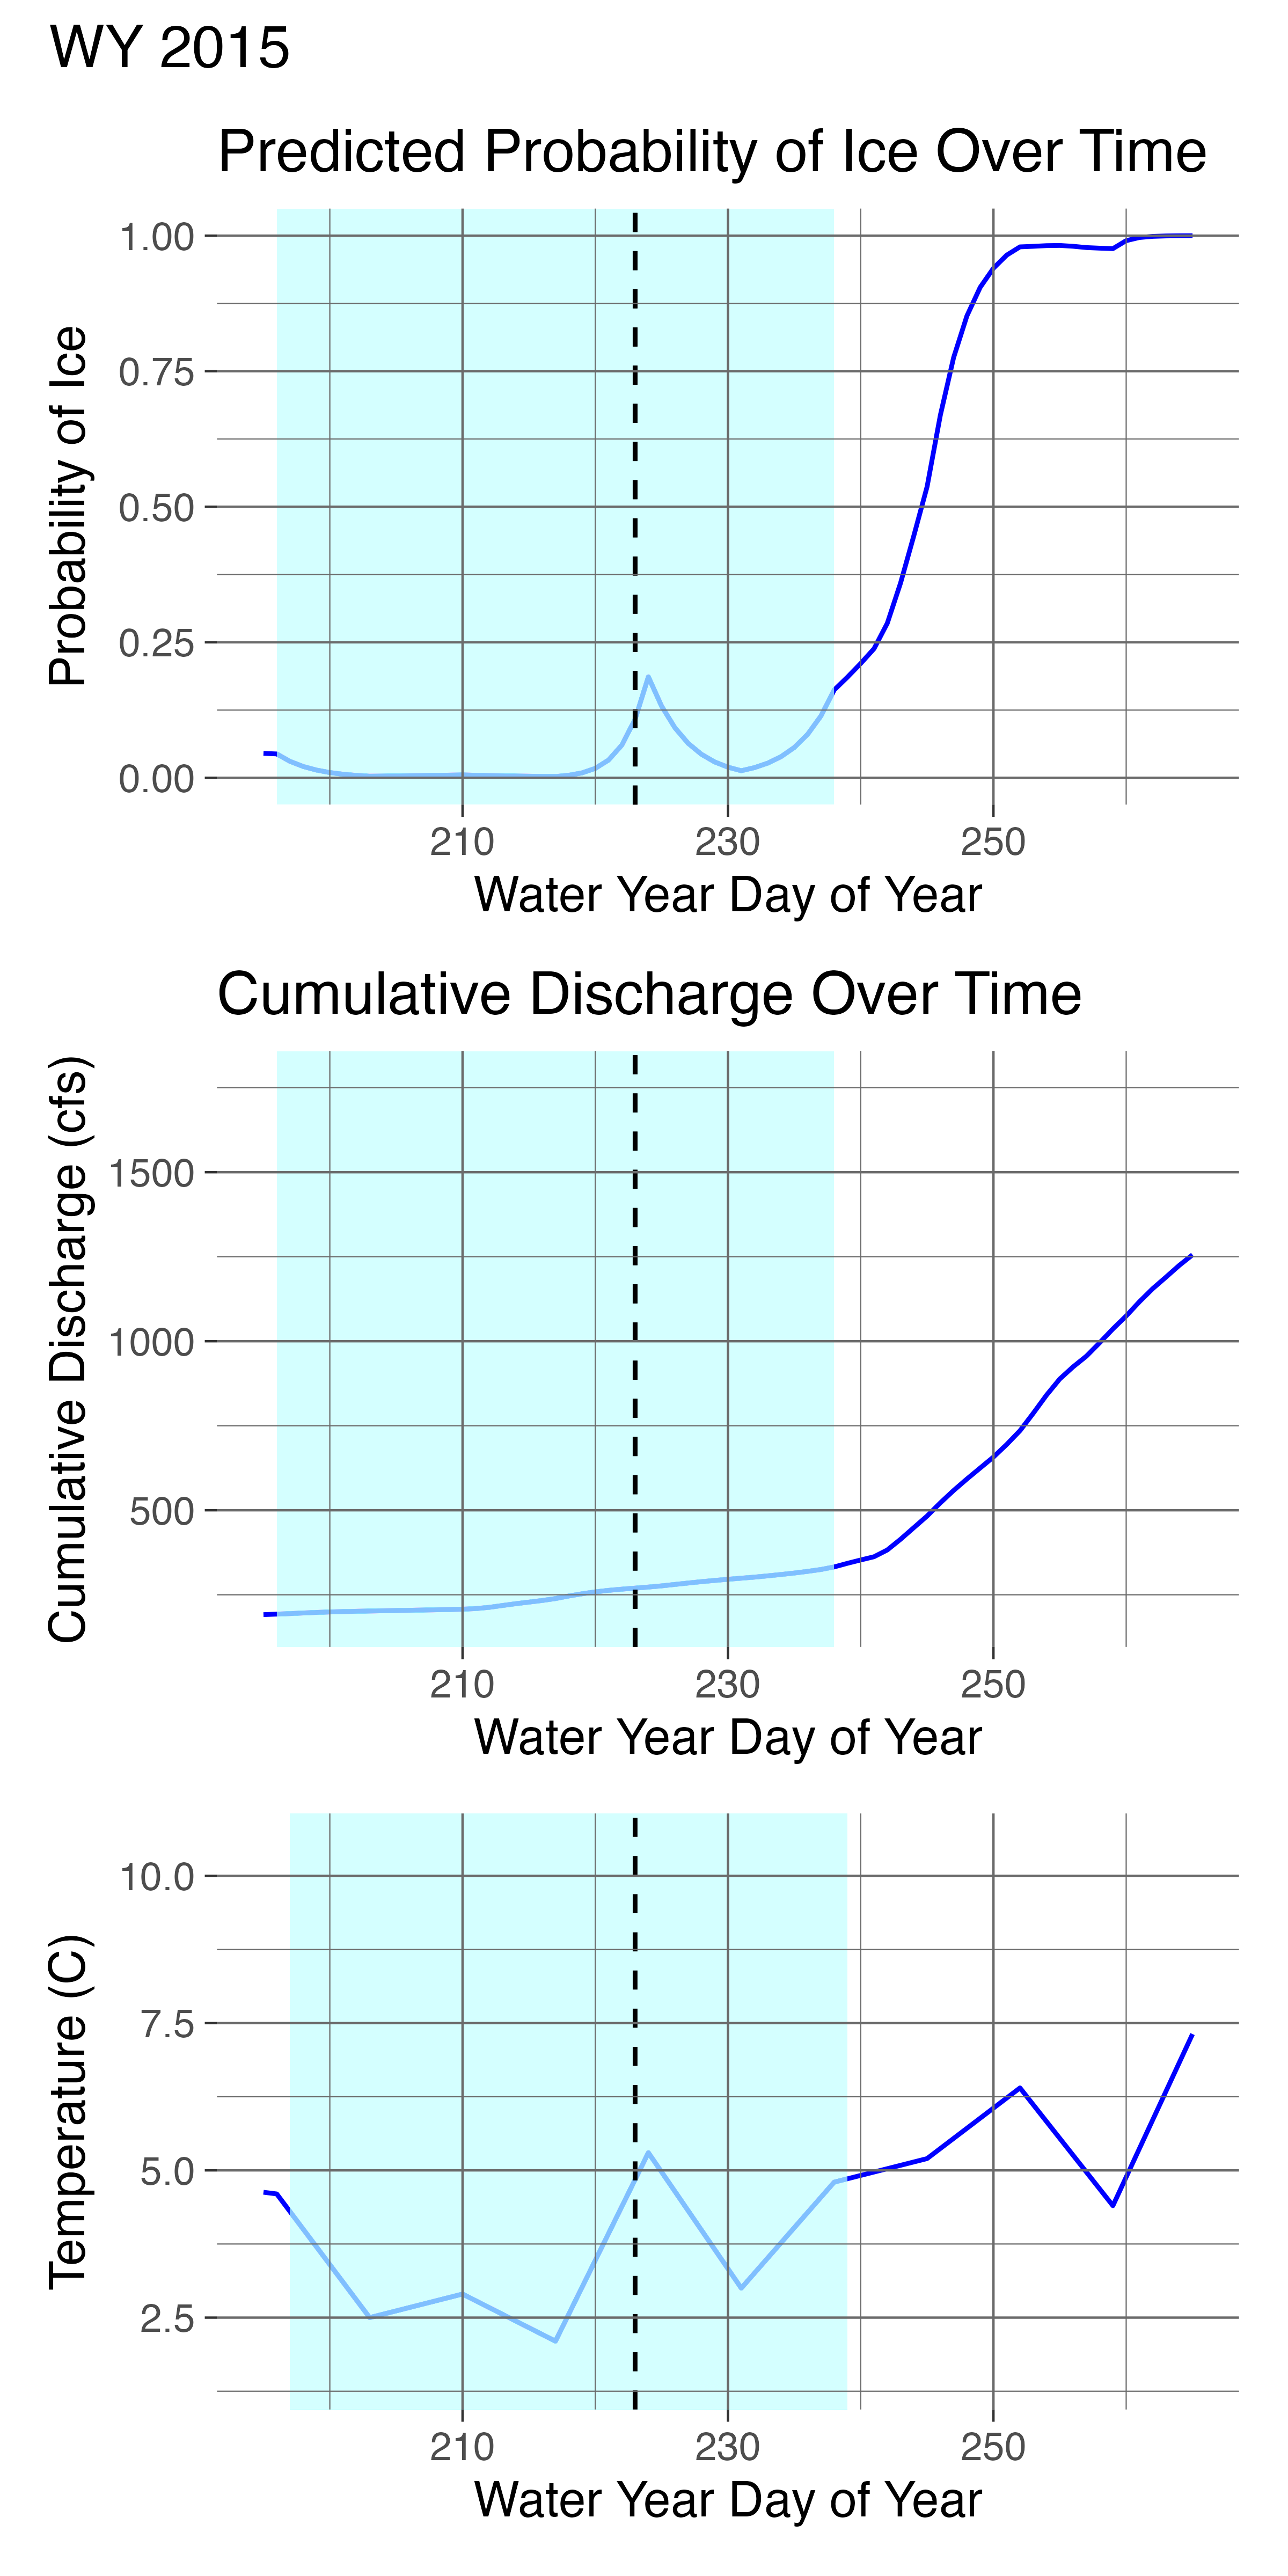 WY 2015
Predicted Probability of Ice Over Time
Probability of Ice
1.00
0.75
0.50
0.25
0.00
210 230 250
Water Year Day of Year
Cumulative Discharge Over Time
Cumulative Discharge (cfs)
1500
1000
500
210 230 250
Water Year Day of Year
Temperature (C)
10.0
7.5
5.0
2.5
210 230 250
Water Year Day of Year